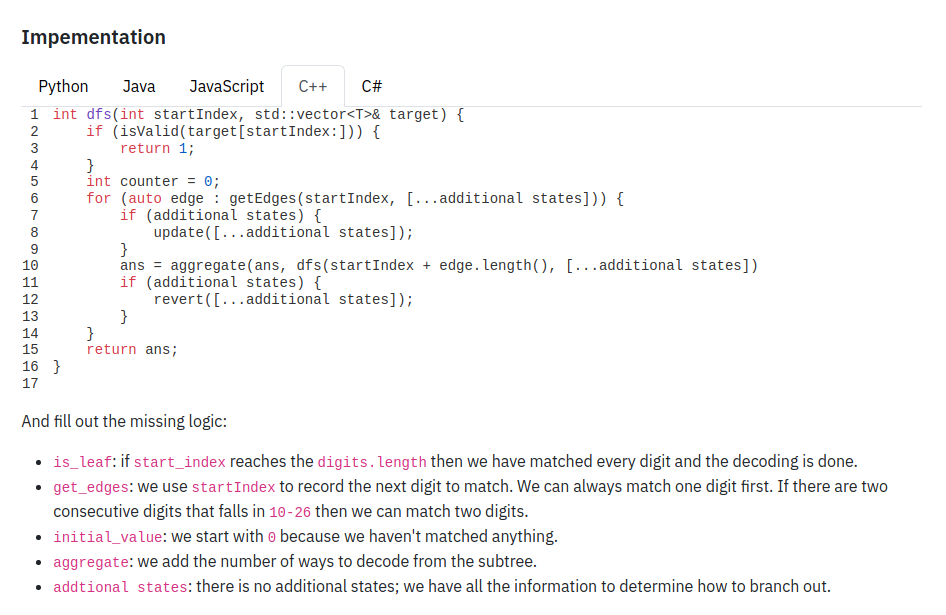 Impementation
Python Java JavaScript C++ C#
1 int dfs(int startIndex, std::vector<T>& target) {
2     if (isValid(target[startIndex:])) {
3         return 1;
4     }
5     int counter = 0;
6     for (auto edge : getEdges(startIndex, [...additional states])) {
7         if (additional states) {
8             update([...additional states]);
9         }
10         ans = aggregate(ans, dfs(startIndex + edge.length(), [...additional states])
11         if (additional states) {
12             revert([...additional states]);
13         }
14     }
15     return ans;
16 }
17
And fill out the missing logic:
• is_leaf: if start_index reaches the digits.length then we have matched every digit and the decoding is done.
• get_edges: we use startIndex to record the next digit to match. We can always match one digit first. If there are two
consecutive digits that falls in 10-26 then we can match two digits.
• initial_value: we start with 0 because we haven't matched anything.
• aggregate: we add the number of ways to decode from the subtree.
• addtional states: there is no additional states; we have all the information to determine how to branch out.